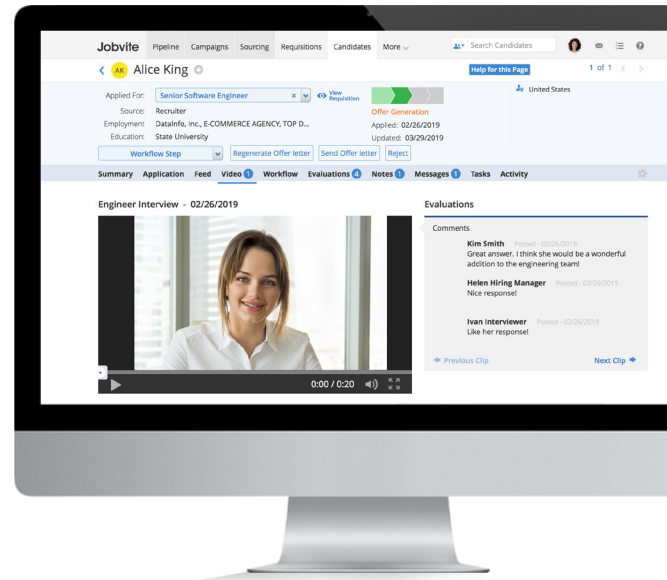 Jobvite Pipeline Campaigns Sourcing Requisitions Candidates More Search Candidates
AK Alice King Help for this Page 1 of 1
Applied For: Senior Software Engineer x View Requisition United States
Source: Recruiter Offer Generation
Employment: DataInfo, Inc., E-COMMERCE AGENCY, TOP D... Applied: 02/26/2019
Education: State University Updated: 03/29/2019
Workflow Step Regenerate Offer letter Send Offer letter Reject
Summary Application Feed Video 1 Workflow Evaluations 4 Notes 1 Messages 1 Tasks Activity
Engineer Interview - 02/26/2019 Evaluations
Comments
Kim Smith Posted - 02/26/2019
Great answer. I think she would be a wonderful
addition to the engineering team!
Helen Hiring Manager Posted - 02/26/2019
Nice response!
Ivan Interviewer Posted - 02/26/2019
Like her response!
Previous Clip Next Clip
0:00 / 0:20